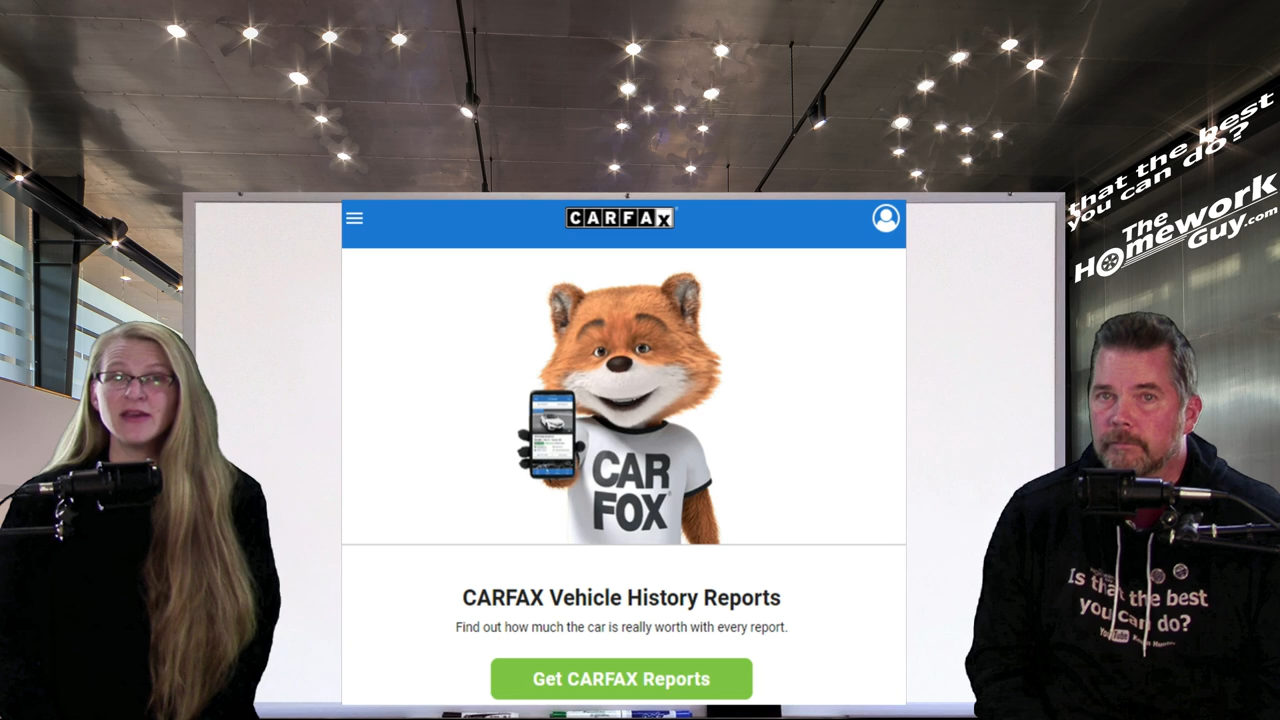 CARFAX
CAR
FOX
CARFAX Vehicle History Reports
Find out how much the car is really worth with every report.
Get CARFAX Reports
that the best
you can do?
The
Homework
Guy.com
Is that the best
you can do?
YouTube